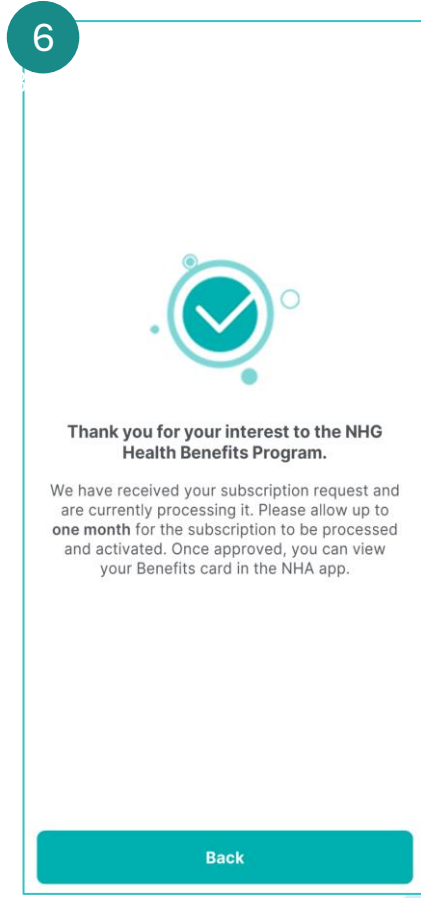 6
Thank you for your interest to the NHG
Health Benefits Program.
We have received your subscription request and
are currently processing it. Please allow up to
one month for the subscription to be processed
and activated. Once approved, you can view
your Benefits card in the NHA app.
Back